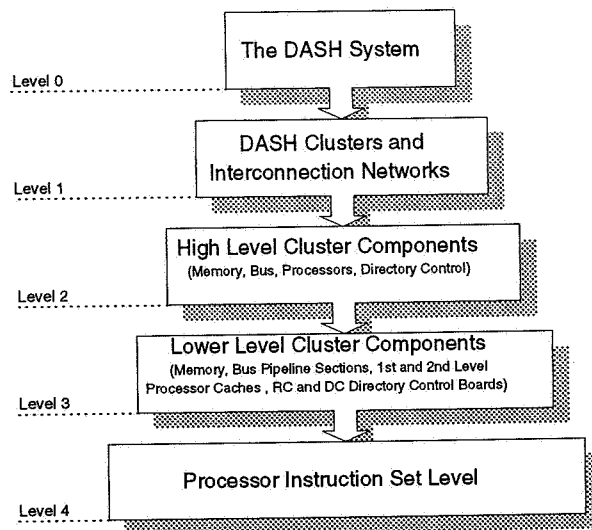 The DASH System
Level 0
DASH Clusters and
Interconnection Networks
Level 1
High Level Cluster Components
(Memory, Bus, Processors, Directory Control)
Level 2
Lower Level Cluster Components
(Memory, Bus Pipeline Sections, 1st and 2nd Level
Processor Caches , RC and DC Directory Control Boards)
Level 3
Processor Instruction Set Level
Level 4